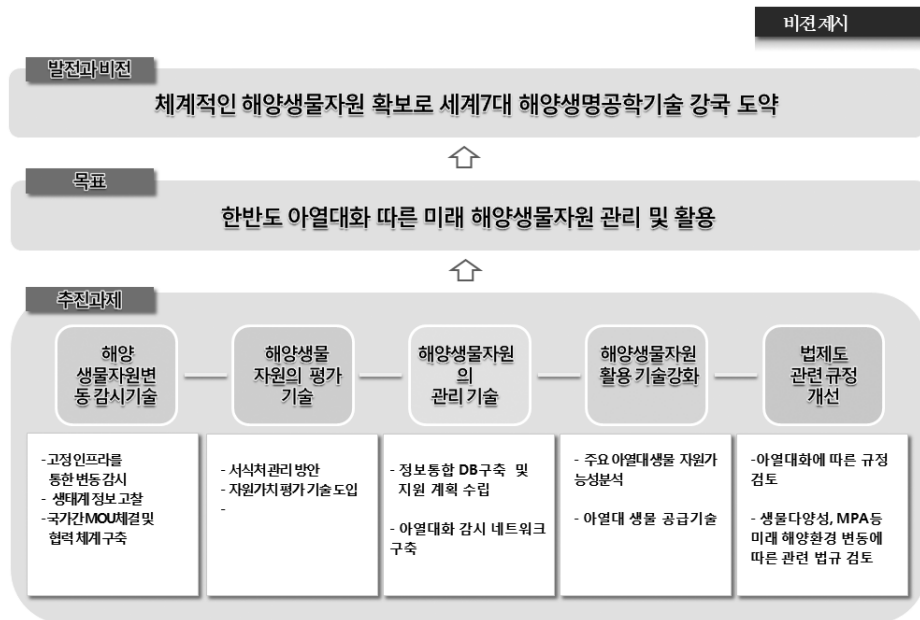 비젼 제시
발전과 비전
체계적인 해양생물자원 확보로 세계7대 해양생명공학기술 강국 도약
목표
한반도 아열대화 따른 미래 해양생물자원 관리 및 활용
추진과제
해양
생물자원변
동 감시기술
해양생물
자원의 평가
기술
해양생물자원
의
관리 기술
해양생물자원
활용 기술강화
법제도
관련 규정
개선
- 고정 인프라를
통한 변동 감시
- 생태계 정보 고찰
- 국가간 MOU체결 및
협력 체계 구축
- 서식처 관리 방안
- 자원가치 평가 기술 도입
-
- 정보통합 DB구축 및
지원 계획 수립
- 아열대화 감시 네트워크
구축
- 주요 아열대 생물 자원가
능성분석
- 아열대 생물 공급기술
-아열대화에 따른 규정
검토
- 생물다양성, MPA등
미래 해양환경 변동에
따른 관련 법규 검토